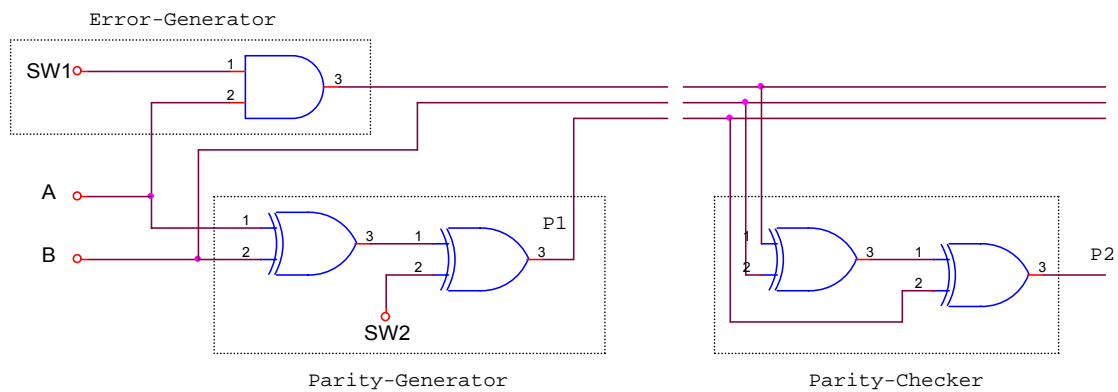 Error-Generator
SW1
1
2
3
A
B
1
2
3
1
2
3
P1
SW2
1
2
3
1
2
3
P2
Parity-Generator
Parity-Checker